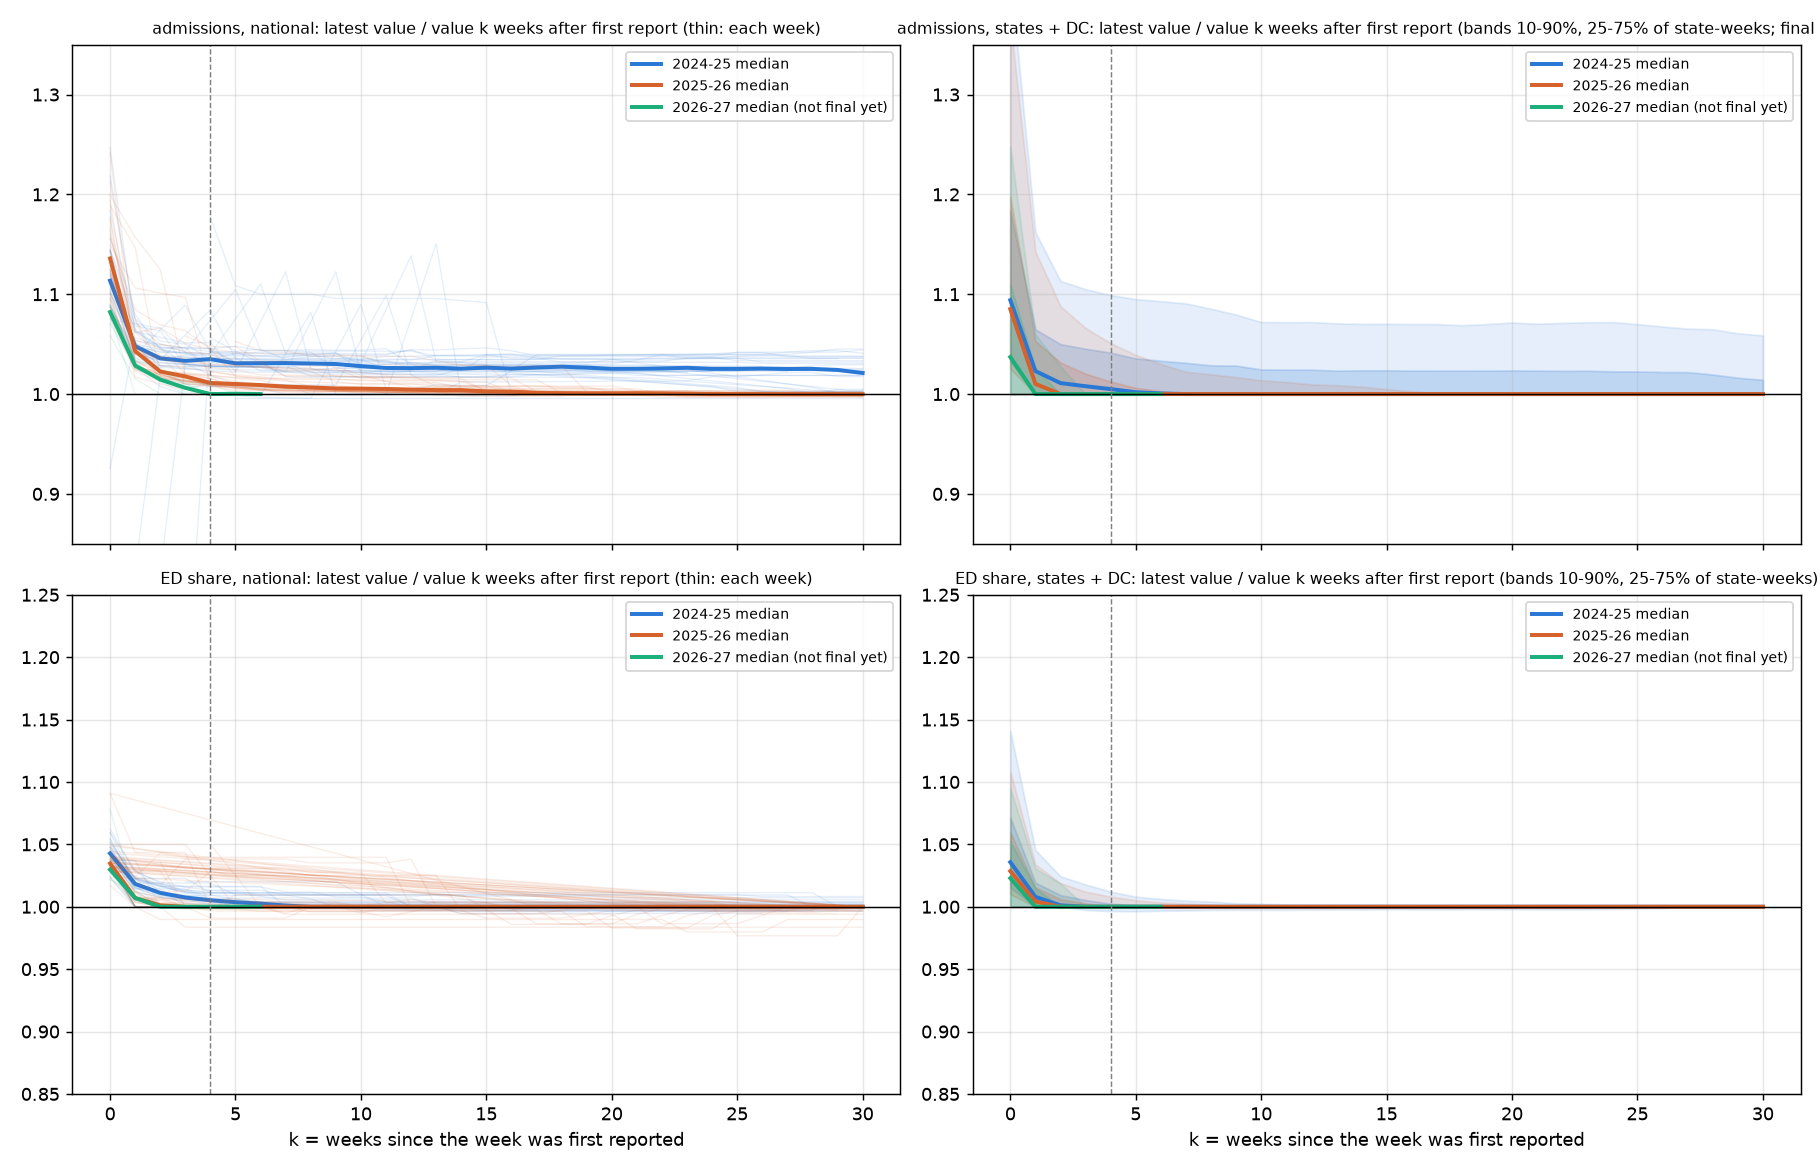 admissions, national: latest value / value k weeks after first report (thin: each week)
1.3
1.2
1.1
1.0
0.9
2024-25 median
2025-26 median
2026-27 median (not final yet)
admissions, states + DC: latest value / value k weeks after first report (bands 10-90%, 25-75% of state-weeks; final
1.3
1.2
1.1
1.0
0.9
2024-25 median
2025-26 median
2026-27 median (not final yet)
ED share, national: latest value / value k weeks after first report (thin: each week)
1.25
1.20
1.15
1.10
1.05
1.00
0.95
0.90
0.85
2024-25 median
2025-26 median
2026-27 median (not final yet)
0 5 10 15 20 25 30
k = weeks since the week was first reported
ED share, states + DC: latest value / value k weeks after first report (bands 10-90%, 25-75% of state-weeks)
1.25
1.20
1.15
1.10
1.05
1.00
0.95
0.90
0.85
2024-25 median
2025-26 median
2026-27 median (not final yet)
0 5 10 15 20 25 30
k = weeks since the week was first reported